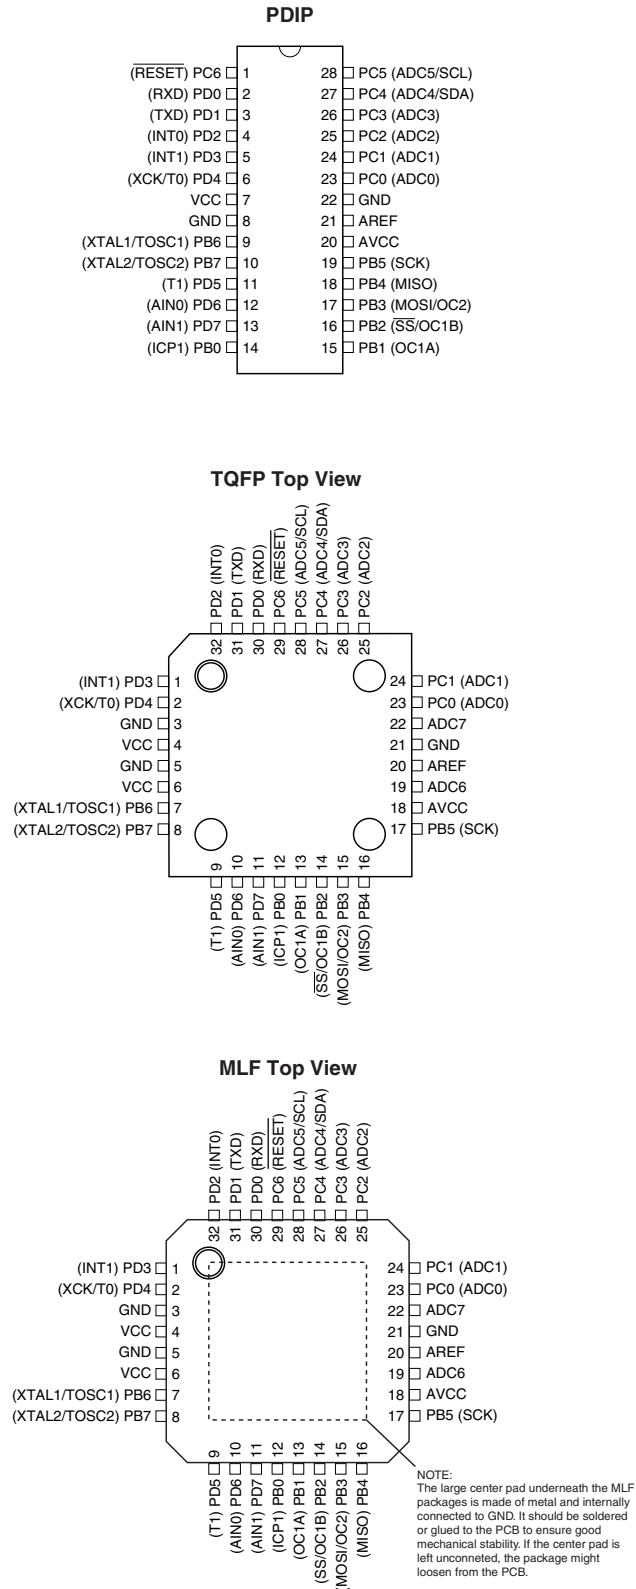 PDIP
(RESET) PC6 1
(RXD) PD0 2
(TXD) PD1 3
(INT0) PD2 4
(INT1) PD3 5
(XCK/T0) PD4 6
VCC 7
GND 8
(XTAL1/TOSC1) PB6 9
(XTAL2/TOSC2) PB7 10
(T1) PD5 11
(AIN0) PD6 12
(AIN1) PD7 13
(ICP1) PB0 14
28 PC5 (ADC5/SCL)
27 PC4 (ADC4/SDA)
26 PC3 (ADC3)
25 PC2 (ADC2)
24 PC1 (ADC1)
23 PC0 (ADC0)
22 GND
21 AREF
20 AVCC
19 PB5 (SCK)
18 PB4 (MISO)
17 PB3 (MOSI/OC2)
16 PB2 (SS/OC1B)
15 PB1 (OC1A)
TQFP Top View
32 PD2 (INT0)
31 PD1 (TXD)
30 PD0 (RXD)
29 PC6 (RESET)
28 PC5 (ADC5/SCL)
27 PC4 (ADC4/SDA)
26 PC3 (ADC3)
25 PC2 (ADC2)
(INT1) PD3 1
(XCK/T0) PD4 2
GND 3
VCC 4
GND 5
VCC 6
(XTAL1/TOSC1) PB6 7
(XTAL2/TOSC2) PB7 8
24 PC1 (ADC1)
23 PC0 (ADC0)
22 ADC7
21 GND
20 AREF
19 ADC6
18 AVCC
17 PB5 (SCK)
(T1) PD5 9
(AIN0) PD6 10
(AIN1) PD7 11
(ICP1) PB0 12
(OC1A) PB1 13
(SS/OC1B) PB2 14
(MOSI/OC2) PB3 15
(MISO) PB4 16
MLF Top View
32 PD2 (INT0)
31 PD1 (TXD)
30 PD0 (RXD)
29 PC6 (RESET)
28 PC5 (ADC5/SCL)
27 PC4 (ADC4/SDA)
26 PC3 (ADC3)
25 PC2 (ADC2)
(INT1) PD3 1
(XCK/T0) PD4 2
GND 3
VCC 4
GND 5
VCC 6
(XTAL1/TOSC1) PB6 7
(XTAL2/TOSC2) PB7 8
24 PC1 (ADC1)
23 PC0 (ADC0)
22 ADC7
21 GND
20 AREF
19 ADC6
18 AVCC
17 PB5 (SCK)
(T1) PD5 9
(AIN0) PD6 10
(AIN1) PD7 11
(ICP1) PB0 12
(OC1A) PB1 13
(SS/OC1B) PB2 14
(MOSI/OC2) PB3 15
(MISO) PB4 16
NOTE:
The large center pad underneath the MLF
packages is made of metal and internally
connected to GND. It should be soldered
or glued to the PCB to ensure good
mechanical stability. If the center pad is
left unconneted, the package might
loosen from the PCB.